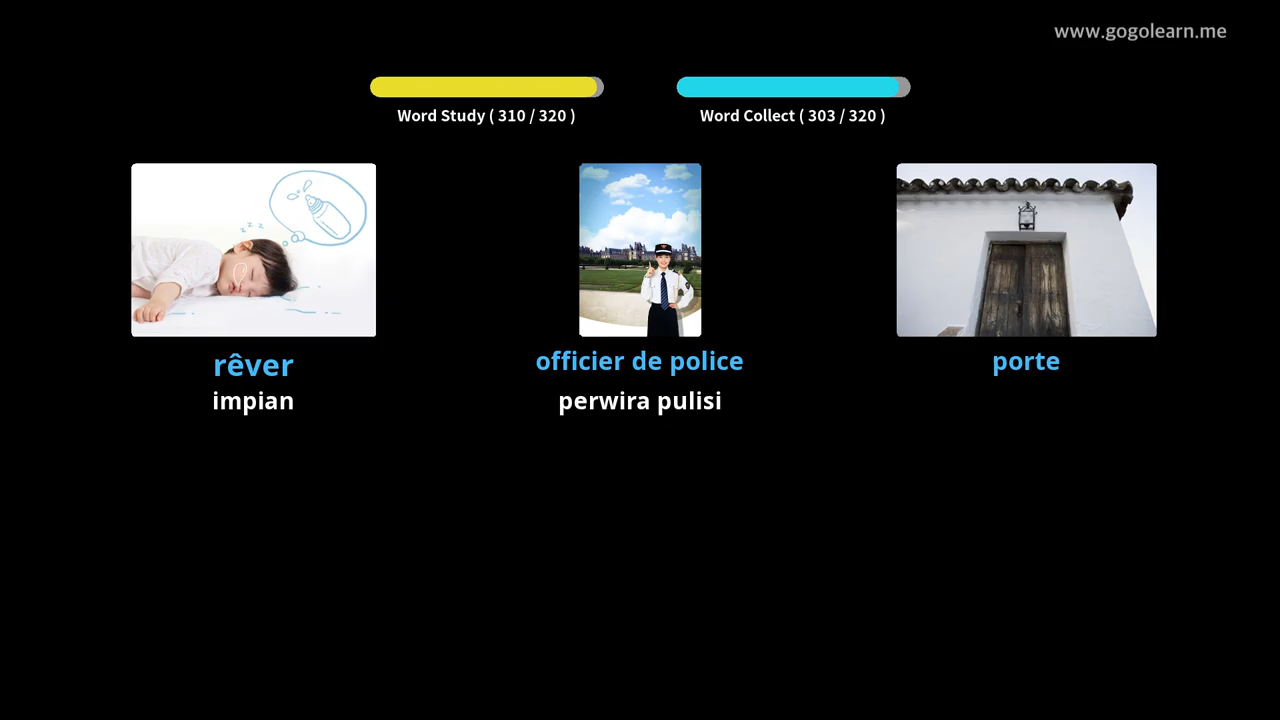 www.gogolearn.me
Word Study ( 310 / 320 )
Word Collect ( 303 / 320 )
z z z
rêver
officier de police
porte
impian
perwira pulisi